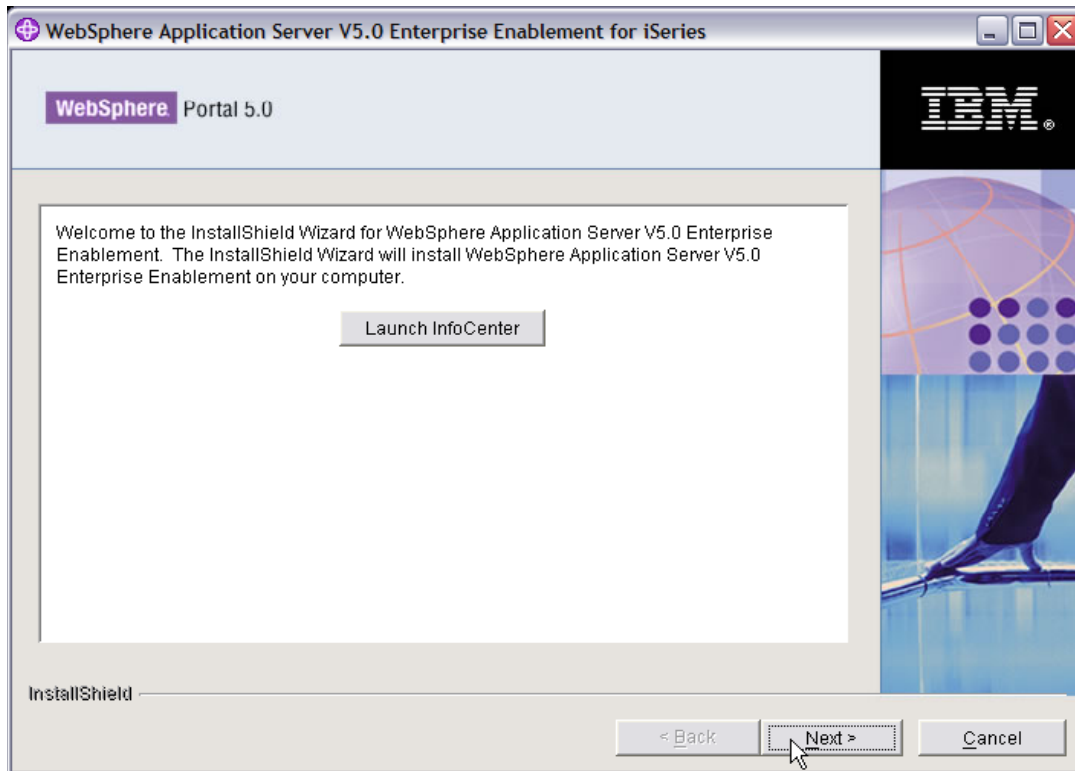 WebSphere Application Server V5.0 Enterprise Enablement for iSeries
WebSphere Portal 5.0
IBM®
Welcome to the InstallShield Wizard for WebSphere Application Server V5.0 Enterprise
Enablement. The InstallShield Wizard will install WebSphere Application Server V5.0
Enterprise Enablement on your computer.
Launch InfoCenter
InstallShield
< Back
Next >
Cancel